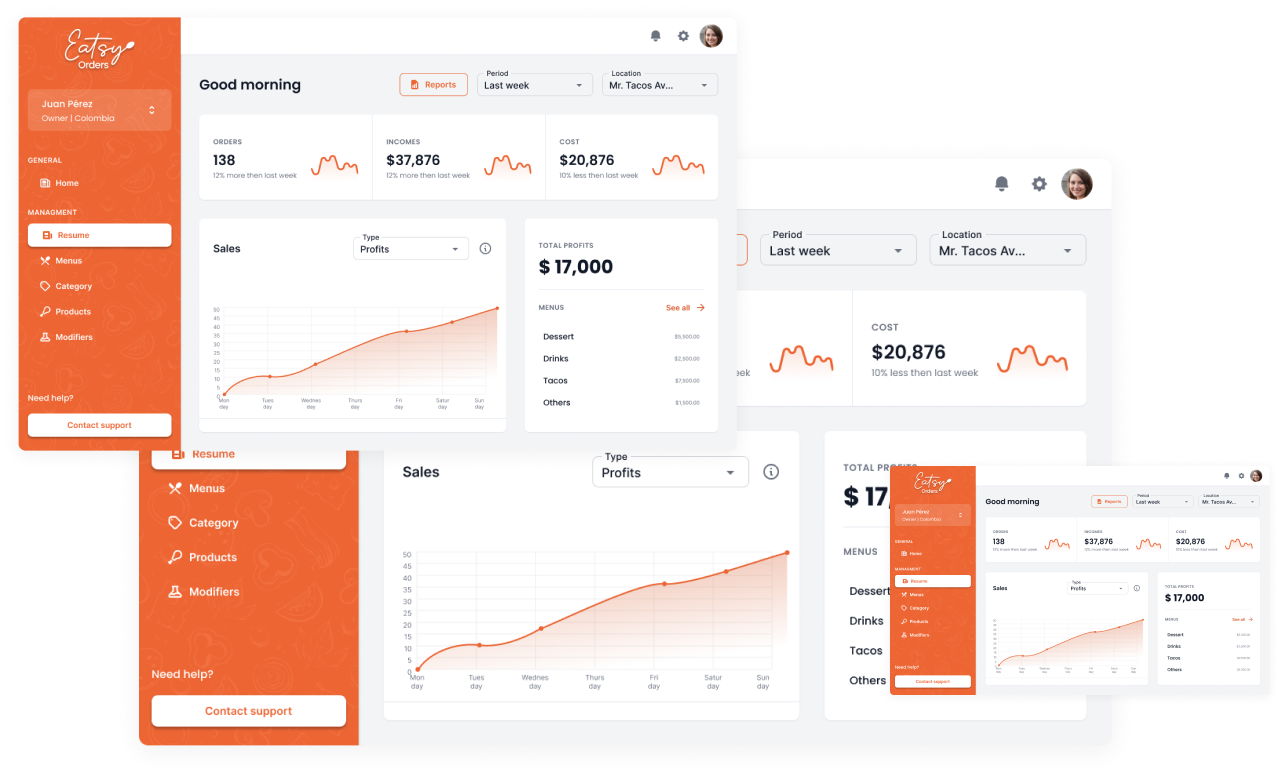 Eatsy
Orders
Juan Pérez
Owner | Colombia
GENERAL
Home
MANAGMENT
Resume
Menus
Category
Products
Modifiers
Need help?
Contact support
Good morning
Reports
Period
Last week
Location
Mr. Tacos Av...
ORDERS
138
12% more then last week
INCOMES
$37,876
12% more then last week
COST
$20,876
10% less then last week
Sales
Type
Profits
50
45
40
35
30
25
20
15
10
5
0
Mon day
Tues day
Wednes day
Thurs day
Fri day
Satur day
Sun day
TOTAL PROFITS
$ 17,000
MENUS
See all
Dessert
$5,500.00
Drinks
$2,500.00
Tacos
$7,500.00
Others
$1,500.00
Period
Last week
Location
Mr. Tacos Av...
ek
COST
$20,876
10% less then last week
Resume
Menus
Category
Products
Modifiers
Need help?
Contact support
Sales
Type
Profits
50
45
40
35
30
25
20
15
10
5
0
Mon day
Tues day
Wednes day
Thurs day
Fri day
Satur day
Sun day
TOTAL PROF
$ 17,
MENUS
Dessert
Drinks
Tacos
Others
Eatsy
Orders
Juan Pérez
Owner | Colombia
GENERAL
Home
MANAGMENT
Resume
Menus
Category
Products
Modifiers
Need help?
Contact support
Good morning
Reports
Period
Last week
Location
Mr. Tacos Av...
ORDERS
138
12% more then last week
INCOMES
$37,876
12% more then last week
COST
$20,876
10% less then last week
Sales
Type
Profits
TOTAL PROFITS
$ 17,000
MENUS
See all
Dessert
Drinks
Tacos
Others